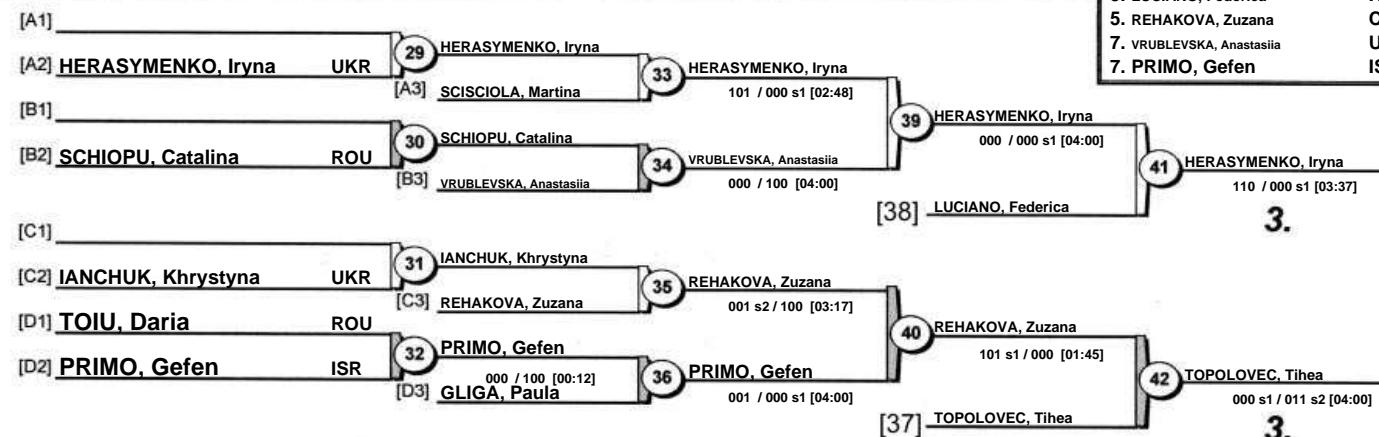 5. REHAKOVA, Zuzana
7. VRUBLEVSKA, Anastasiia
7. PRIMO, Gefen
[A1]
[A2] HERASYMENKO, Iryna UKR
29 HERASYMENKO, Iryna
[A3] SCISCIOLA, Martina
33 HERASYMENKO, Iryna
101 / 000 s1 [02:48]
[B1]
[B2] SCHIOPU, Catalina ROU
30 SCHIOPU, Catalina
[B3] VRUBLEVSKA, Anastasiia
34 VRUBLEVSKA, Anastasiia
000 / 100 [04:00]
39 HERASYMENKO, Iryna
000 / 000 s1 [04:00]
[38] LUCIANO, Federica
41 HERASYMENKO, Iryna
110 / 000 s1 [03:37]
3.
[C1]
[C2] IANCHUK, Khrystyna UKR
31 IANCHUK, Khrystyna
[C3] REHAKOVA, Zuzana
35 REHAKOVA, Zuzana
001 s2 / 100 [03:17]
[D1] TOIU, Daria ROU
[D2] PRIMO, Gefen ISR
32 PRIMO, Gefen
000 / 100 [00:12]
[D3] GLIGA, Paula
36 PRIMO, Gefen
001 / 000 s1 [04:00]
40 REHAKOVA, Zuzana
101 s1 / 000 [01:45]
[37] TOPOLOVEC, Tihea
42 TOPOLOVEC, Tihea
000 s1 / 011 s2 [04:00]
3.